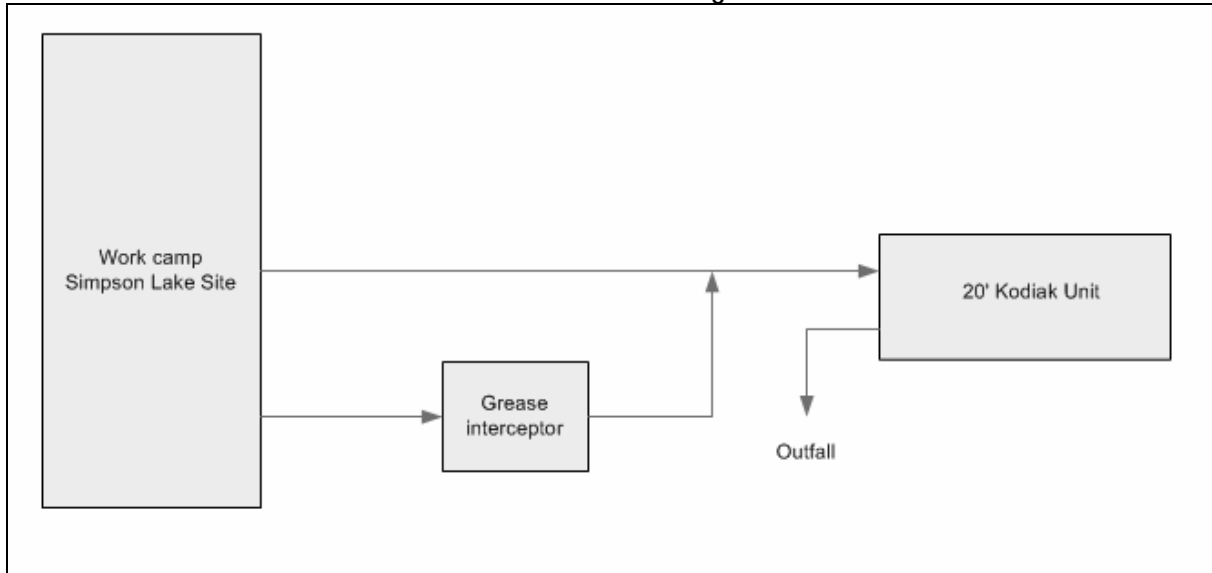 Work camp
Simpson Lake Site
20' Kodiak Unit
Grease
interceptor
Outfall